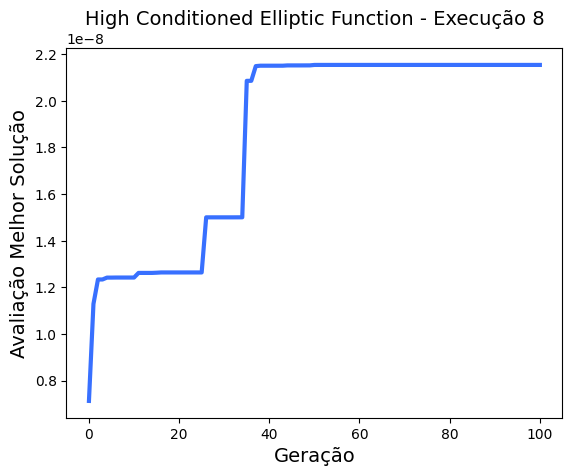 High Conditioned Elliptic Function - Execução 8
1e−8
2.2
2.0
1.8
1.6
1.4
1.2
1.0
0.8
Avaliação Melhor Solução
0 20 40 60 80 100
Geração